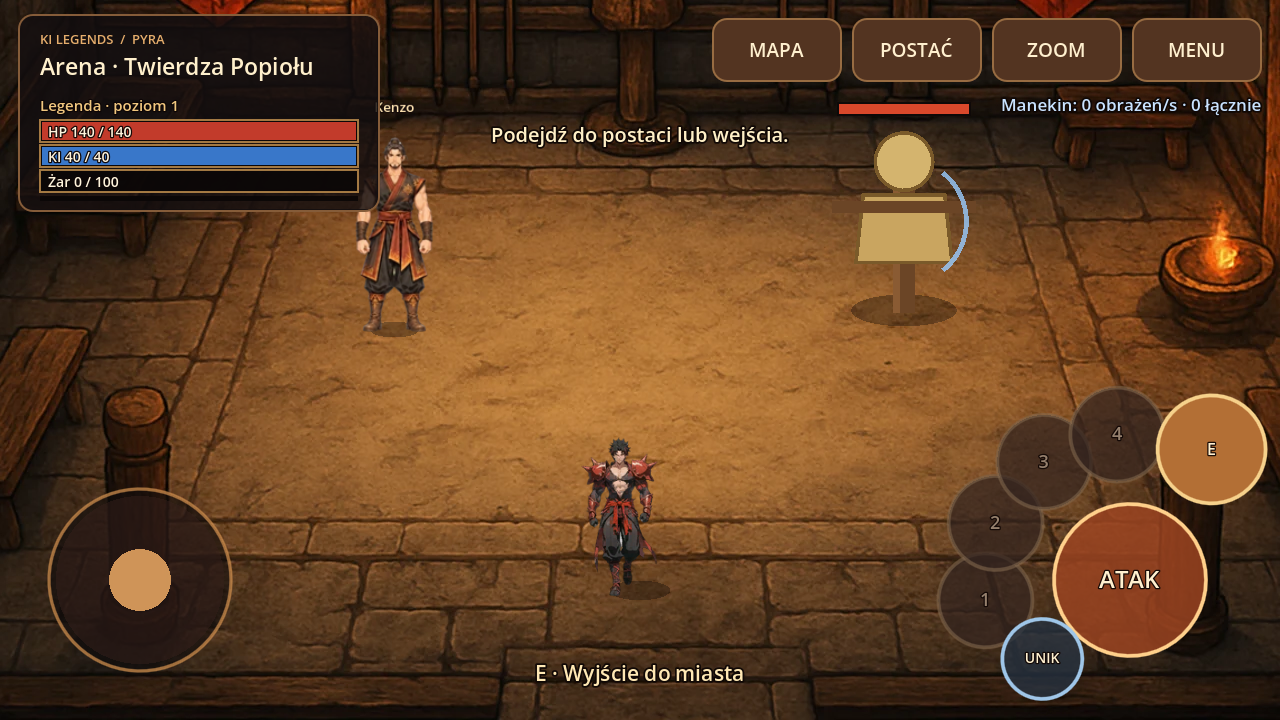 KI LEGENDS / PYRA
Arena · Twierdza Popiołu
Legenda · poziom 1
HP 140 / 140
KI 40 / 40
Żar 0 / 100
MAPA
POSTAĆ
ZOOM
MENU
Kenzo
Manekin: 0 obrażeń/s · 0 łącznie
Podejdź do postaci lub wejścia.
4
E
3
2
ATAK
1
UNIK
E · Wyjście do miasta